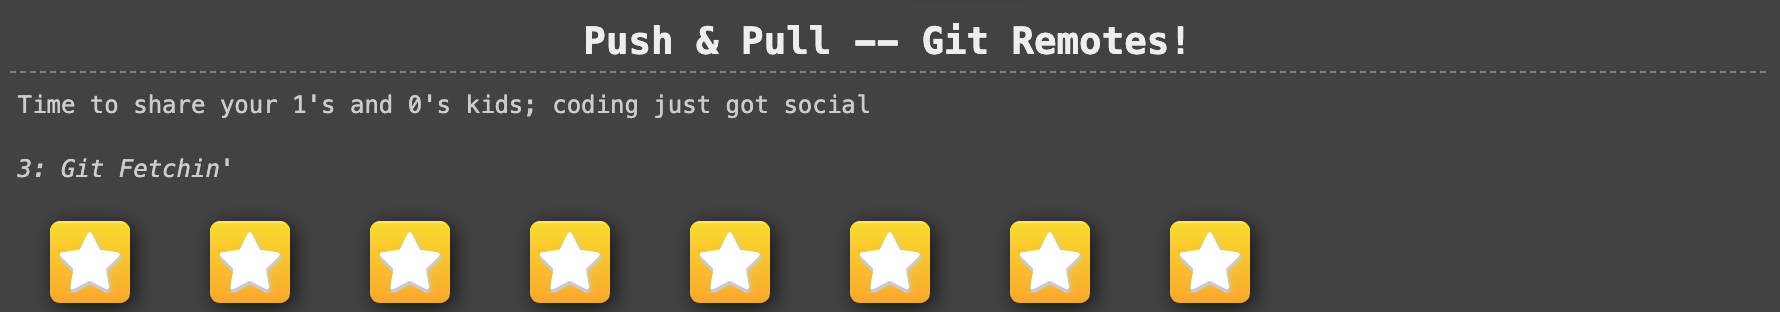 Push & Pull -- Git Remotes!
Time to share your 1's and 0's kids; coding just got social
3: Git Fetchin'